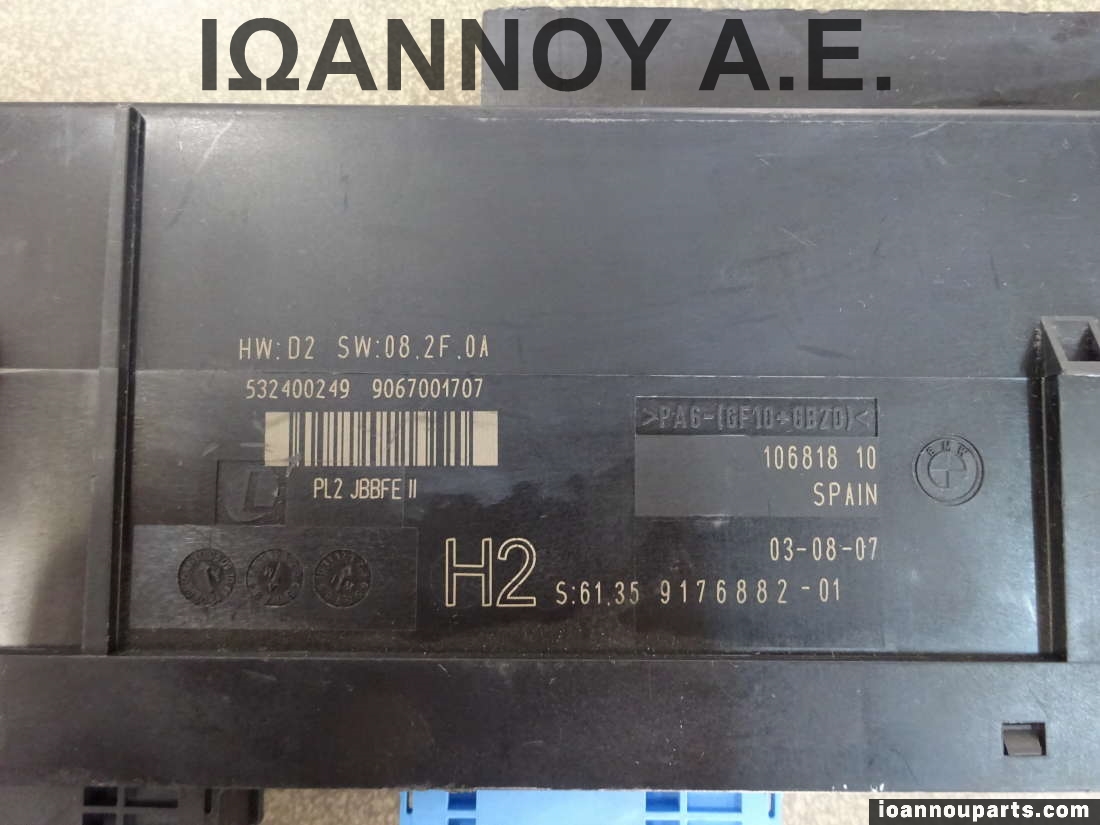 ΙΩΑΝΝΟΥ Α.Ε.
HW:D2 SW:08.2F.0A
532400249 9067001707
>PA6-(GF10+GB20)<
106818 10
PL2 JBBFE II
SPAIN
BMW
03-08-07
H2 S:61.35 9176882-01
ioannouparts.com